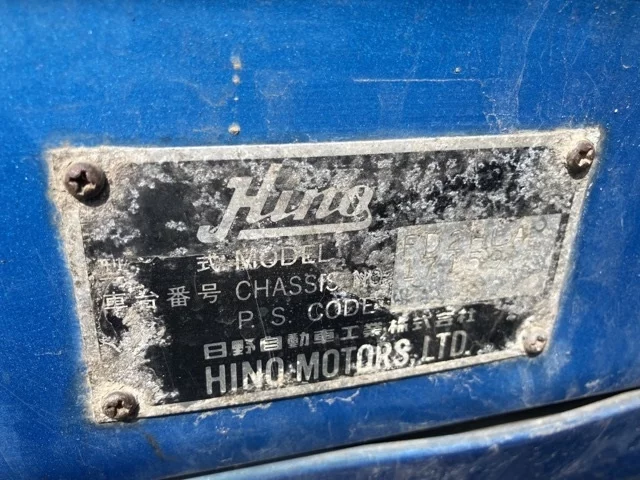 Hino
型 式 MODEL
車台番号 CHASSIS NO.
P. S. CODE
日野自動車工業株式会社
HINO MOTORS, LTD.